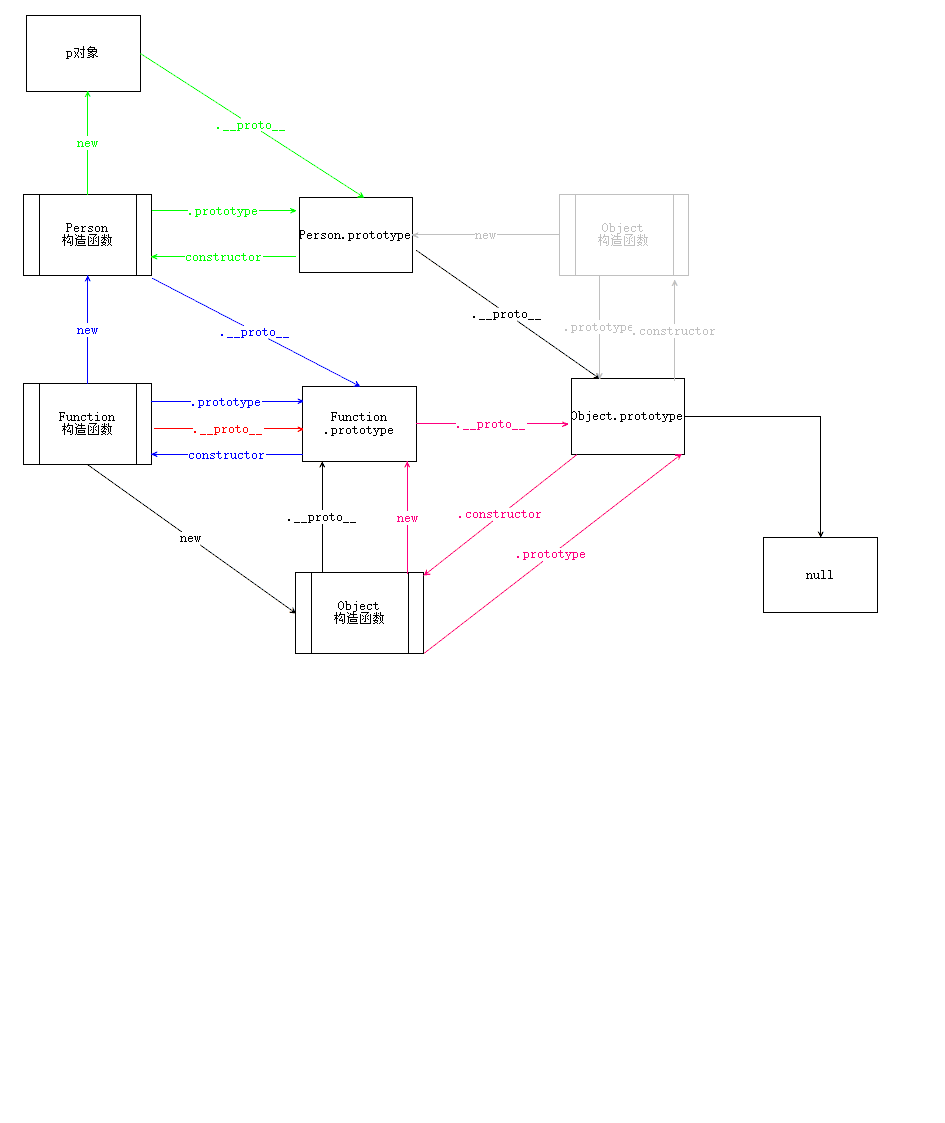 p对象
.__proto__
new
Person
构造函数
.prototype
constructor
Person.prototype
new
Object
构造函数
new
.__proto__
.__proto__
.prototype
.constructor
Function
构造函数
.prototype
.__proto__
constructor
Function
.prototype
.__proto__
Object.prototype
new
.__proto__
new
.constructor
.prototype
Object
构造函数
null